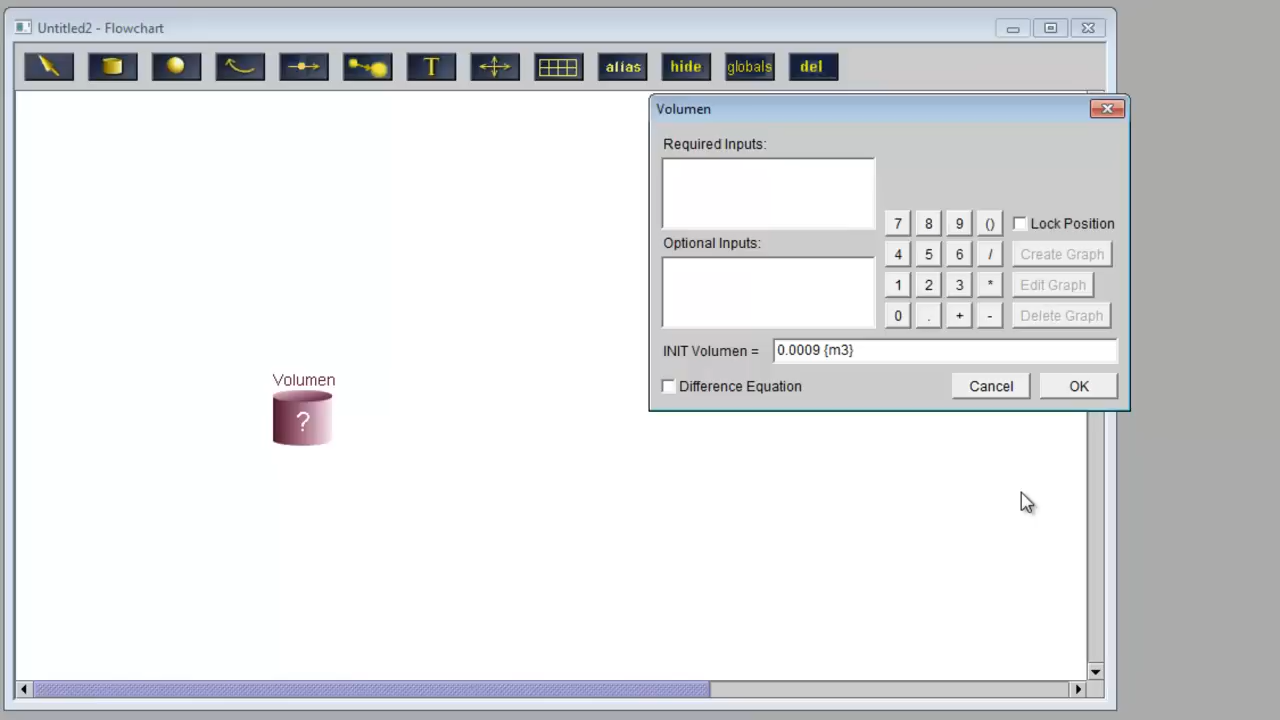 Untitled2 - Flowchart
T
alias
hide
globals
del
Volumen
Required Inputs:
7 8 9 () Lock Position
Optional Inputs:
4 5 6 / Create Graph
1 2 3 * Edit Graph
0 . + - Delete Graph
INIT Volumen = 0.0009 {m3}
Difference Equation Cancel OK
Volumen
?